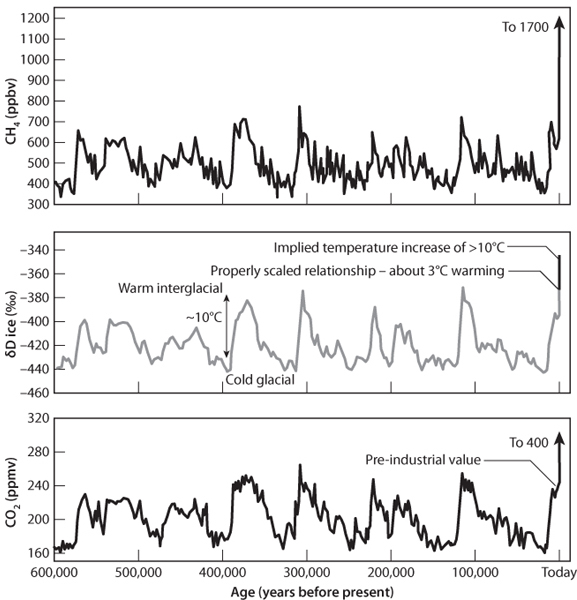 1200
1100
1000
900
800
700
600
500
400
300
CH4 (ppbv)
To 1700
−340
−360
−380
−400
−420
−440
−460
δD ice (‰)
Implied temperature increase of >10°C
Properly scaled relationship – about 3°C warming
Warm interglacial
~10°C
Cold glacial
320
280
240
200
160
CO2 (ppmv)
To 400
Pre-industrial value
600,000 500,000 400,000 300,000 200,000 100,000 Today
Age (years before present)